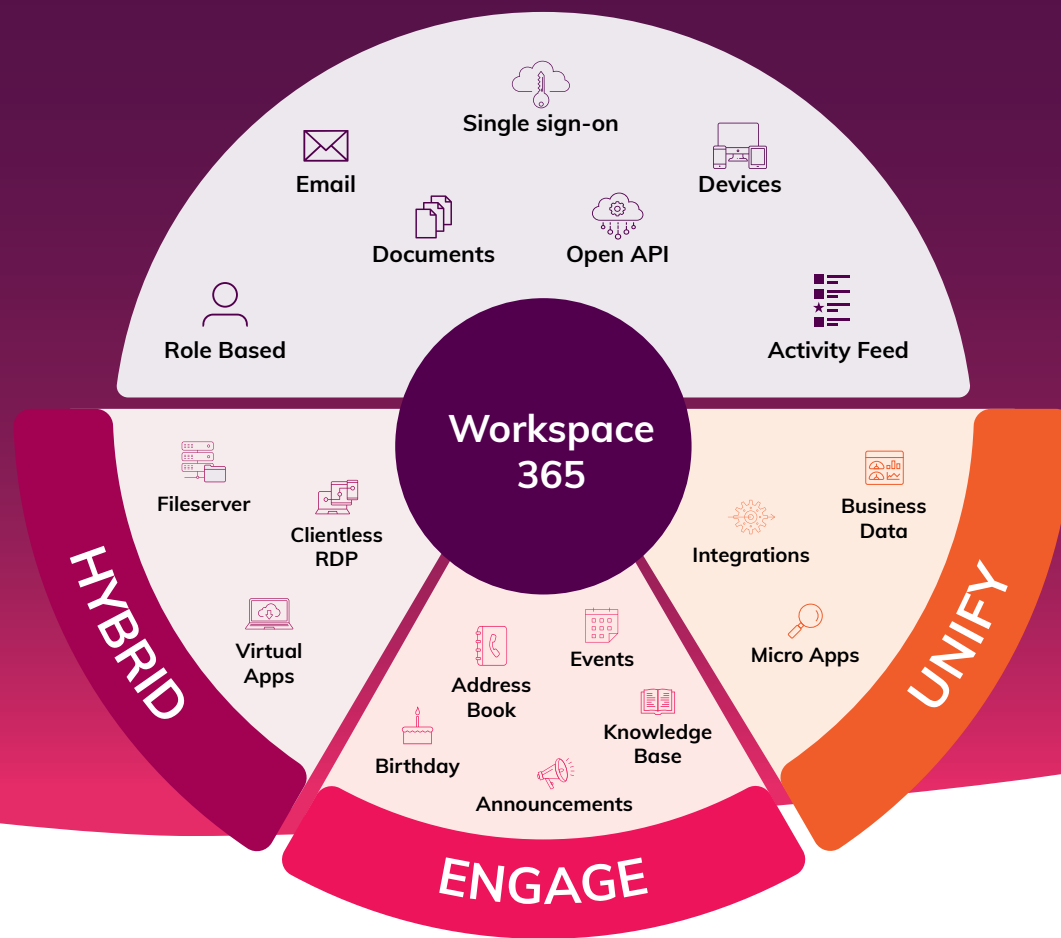 Single sign-on
Email
Devices
Documents
Open API
Role Based
Activity Feed
Workspace
365
HYBRID
Fileserver
Clientless
RDP
Virtual
Apps
ENGAGE
Events
Address
Book
Knowledge
Base
Birthday
Announcements
UNIFY
Business
Data
Integrations
Micro Apps